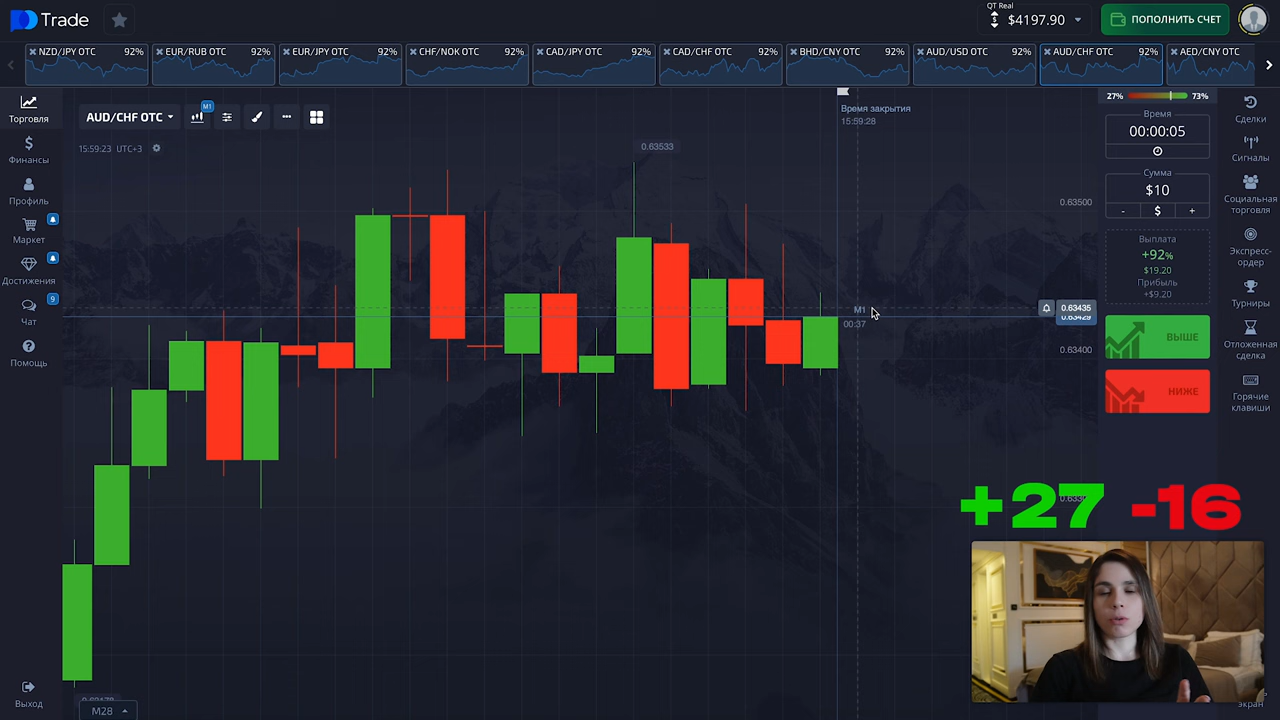 Trade
QT Real
$4197.90
ПОПОЛНИТЬ СЧЕТ
NZD/JPY OTC 92%
EUR/RUB OTC 92%
EUR/JPY OTC 92%
CHF/NOK OTC 92%
CAD/JPY OTC 92%
CAD/CHF OTC 92%
BHD/CNY OTC 92%
AUD/USD OTC 92%
AUD/CHF OTC 92%
AED/CNY OTC
Торговля
Финансы
Профиль
Маркет
Достижения
9
Чат
Помощь
Выход
AUD/CHF OTC
M1
15:59:23 UTC+3
0.63533
Время закрытия
15:59:28
0.63500
M1
00:37
0.63435
0.63429
0.63400
M28
27% 73%
Время
00:00:05
Сумма
$10
- $ +
Выплата
+92%
$19.20
Прибыль
+$9.20
ВЫШЕ
НИЖЕ
Сделки
Сигналы
Социальная
торговля
Экспресс-
ордер
Турниры
Отложенная
сделка
Горячие
клавиши
+27 -16
экран